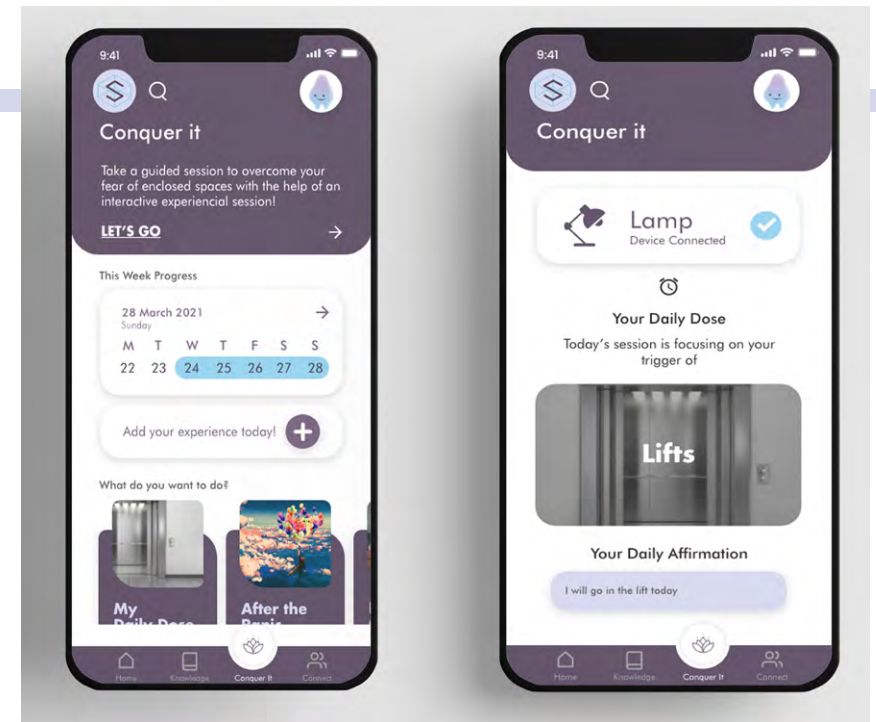 9:41
S
Conquer it
Take a guided session to overcome your
fear of enclosed spaces with the help of an
interactive experiencial session!
LET'S GO
This Week Progress
28 March 2021
Sunday
M T W T F S S
22 23 24 25 26 27 28
Add your experience today!
What do you want to do?
My
Daily Dose
After the
Panic
Home Knowledge Conquer It Connect
9:41
S
Conquer it
Lamp
Device Connected
Your Daily Dose
Today's session is focusing on your
trigger of
Lifts
Your Daily Affirmation
I will go in the lift today
Home Knowledge Conquer It Connect